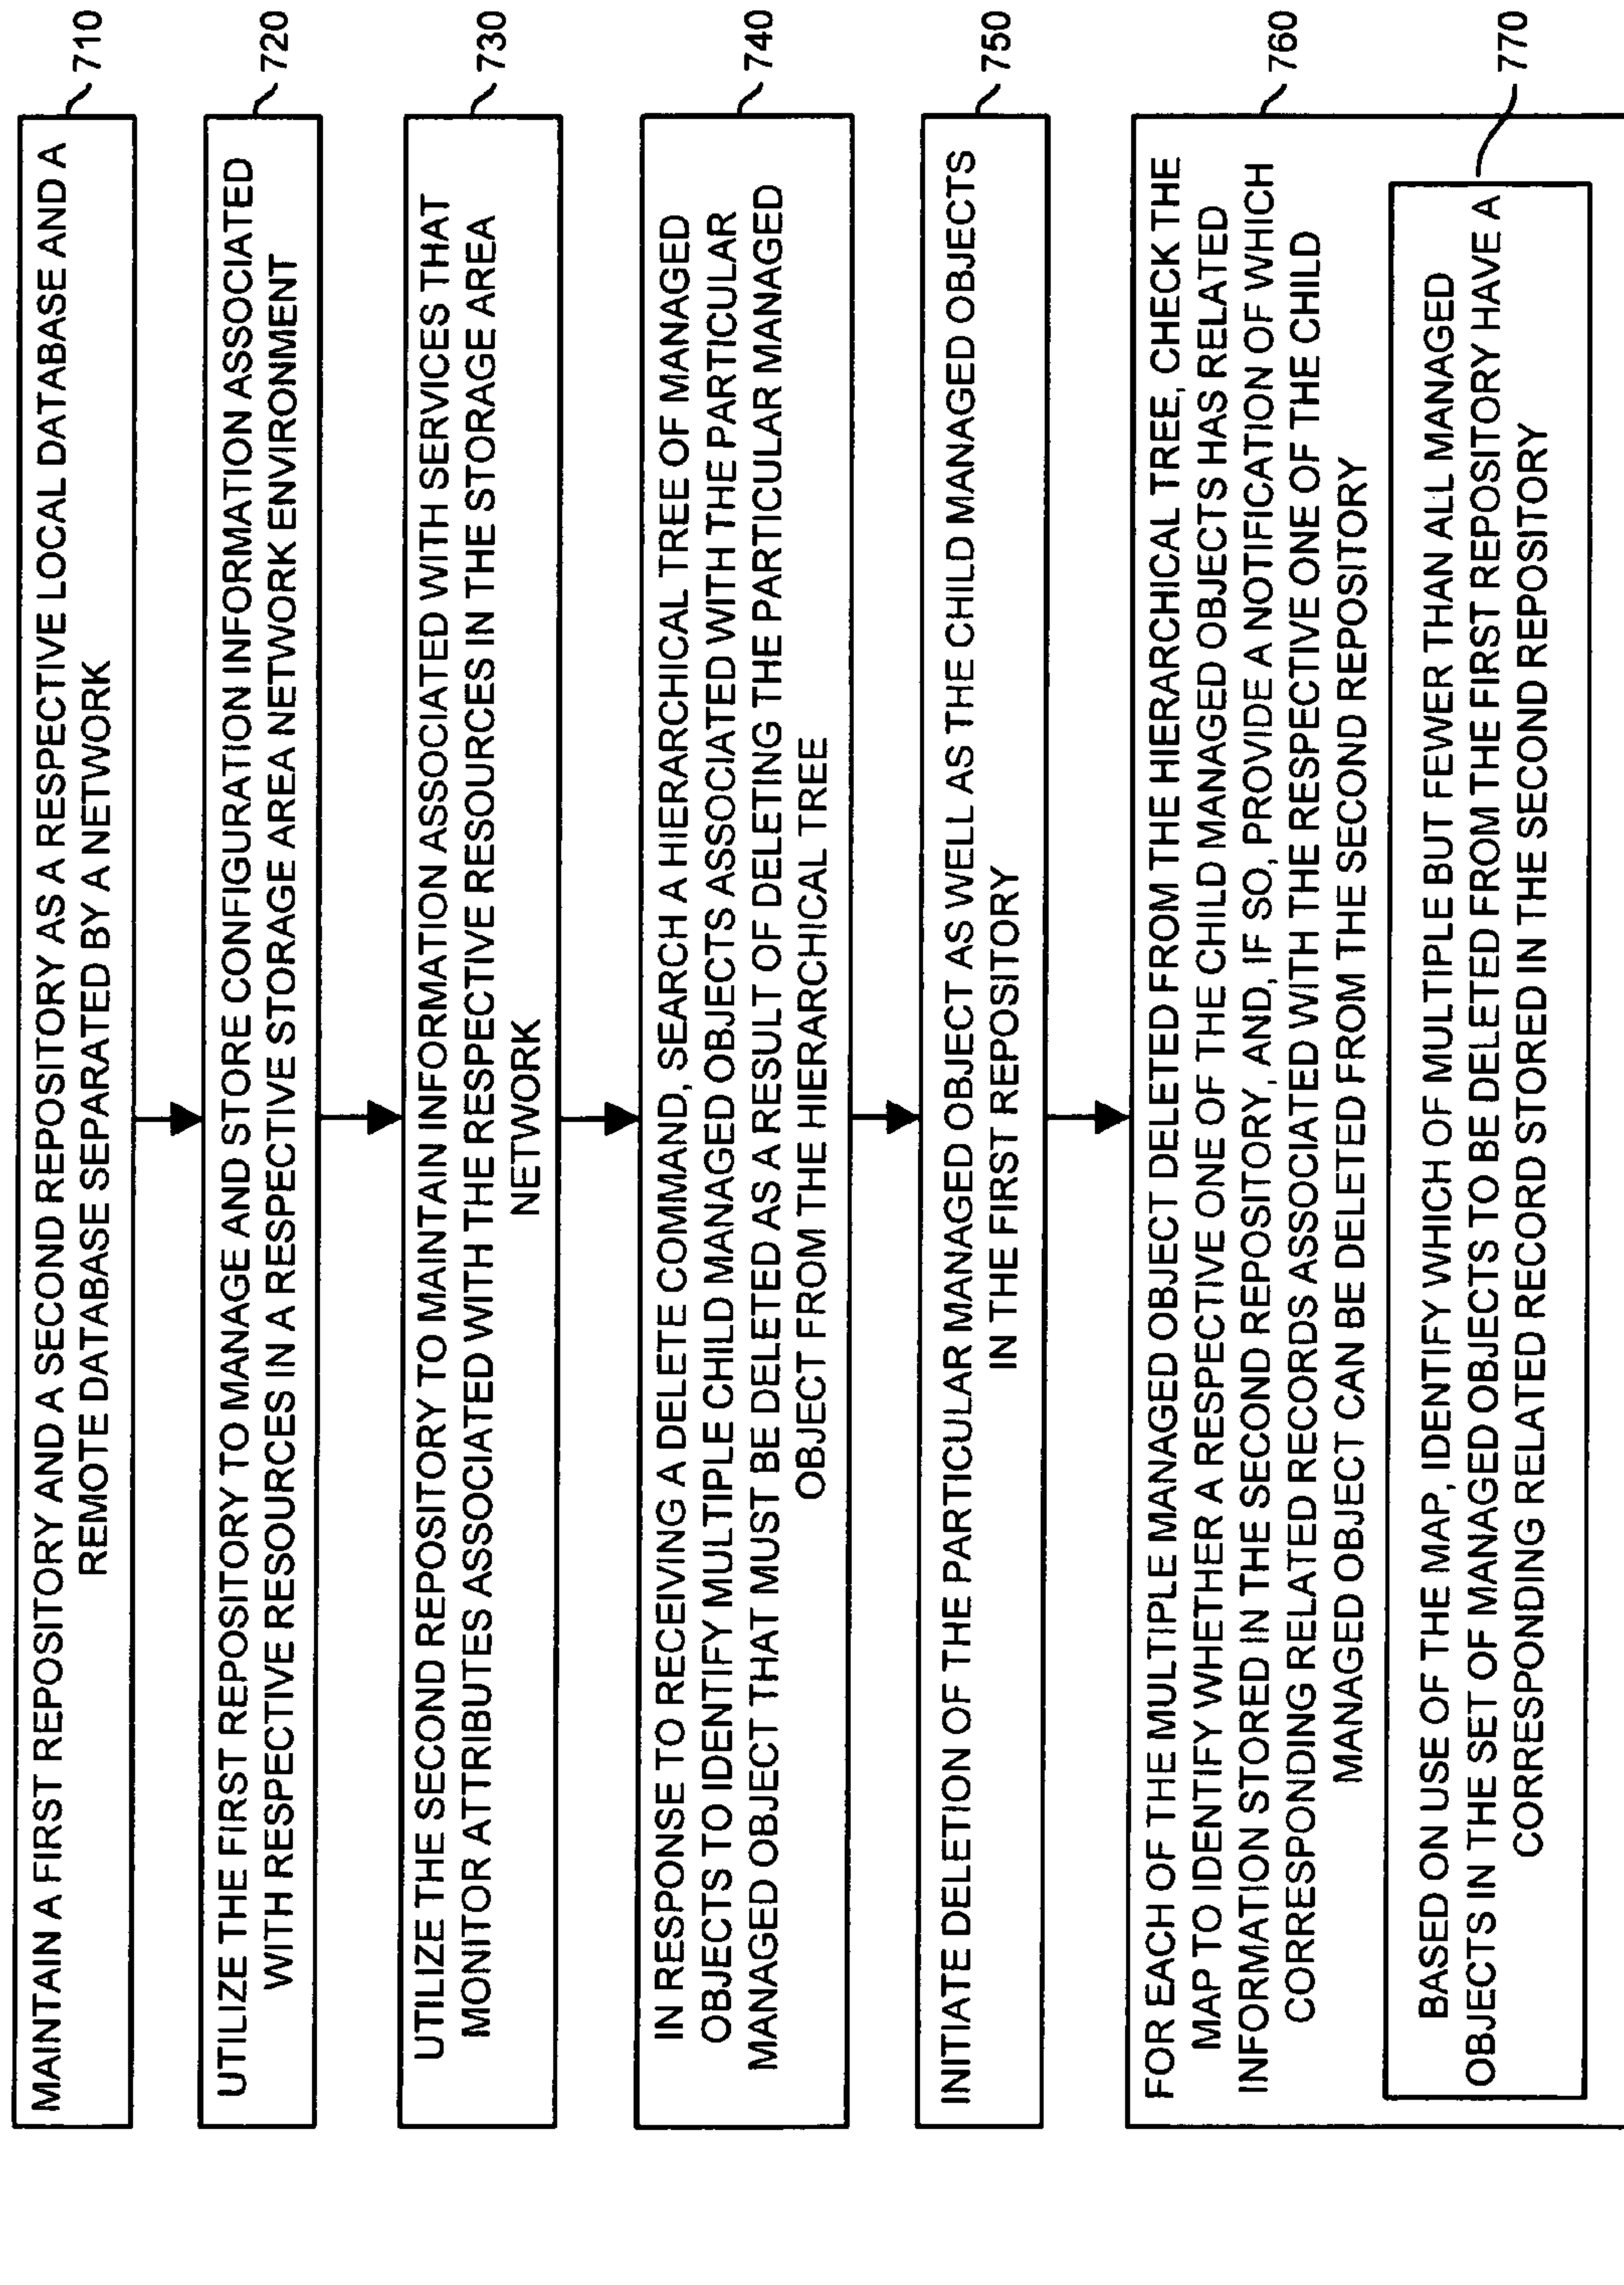 MAINTAIN A FIRST REPOSITORY AND A SECOND REPOSITORY AS A RESPECTIVE LOCAL DATABASE AND A
REMOTE DATABASE SEPARATED BY A NETWORK
710
UTILIZE THE FIRST REPOSITORY TO MANAGE AND STORE CONFIGURATION INFORMATION ASSOCIATED
WITH RESPECTIVE RESOURCES IN A RESPECTIVE STORAGE AREA NETWORK ENVIRONMENT
720
UTILIZE THE SECOND REPOSITORY TO MAINTAIN INFORMATION ASSOCIATED WITH SERVICES THAT
MONITOR ATTRIBUTES ASSOCIATED WITH THE RESPECTIVE RESOURCES IN THE STORAGE AREA
NETWORK
730
IN RESPONSE TO RECEIVING A DELETE COMMAND, SEARCH A HIERARCHICAL TREE OF MANAGED
OBJECTS TO IDENTIFY MULTIPLE CHILD MANAGED OBJECTS ASSOCIATED WITH THE PARTICULAR
MANAGED OBJECT THAT MUST BE DELETED AS A RESULT OF DELETING THE PARTICULAR MANAGED
OBJECT FROM THE HIERARCHICAL TREE
740
INITIATE DELETION OF THE PARTICULAR MANAGED OBJECT AS WELL AS THE CHILD MANAGED OBJECTS
IN THE FIRST REPOSITORY
750
FOR EACH OF THE MULTIPLE MANAGED OBJECT DELETED FROM THE HIERARCHICAL TREE, CHECK THE
MAP TO IDENTIFY WHETHER A RESPECTIVE ONE OF THE CHILD MANAGED OBJECTS HAS RELATED
INFORMATION STORED IN THE SECOND REPOSITORY, AND, IF SO, PROVIDE A NOTIFICATION OF WHICH
CORRESPONDING RELATED RECORDS ASSOCIATED WITH THE RESPECTIVE ONE OF THE CHILD
MANAGED OBJECT CAN BE DELETED FROM THE SECOND REPOSITORY
760
BASED ON USE OF THE MAP, IDENTIFY WHICH OF MULTIPLE BUT FEWER THAN ALL MANAGED
OBJECTS IN THE SET OF MANAGED OBJECTS TO BE DELETED FROM THE FIRST REPOSITORY HAVE A
CORRESPONDING RELATED RECORD STORED IN THE SECOND REPOSITORY
770